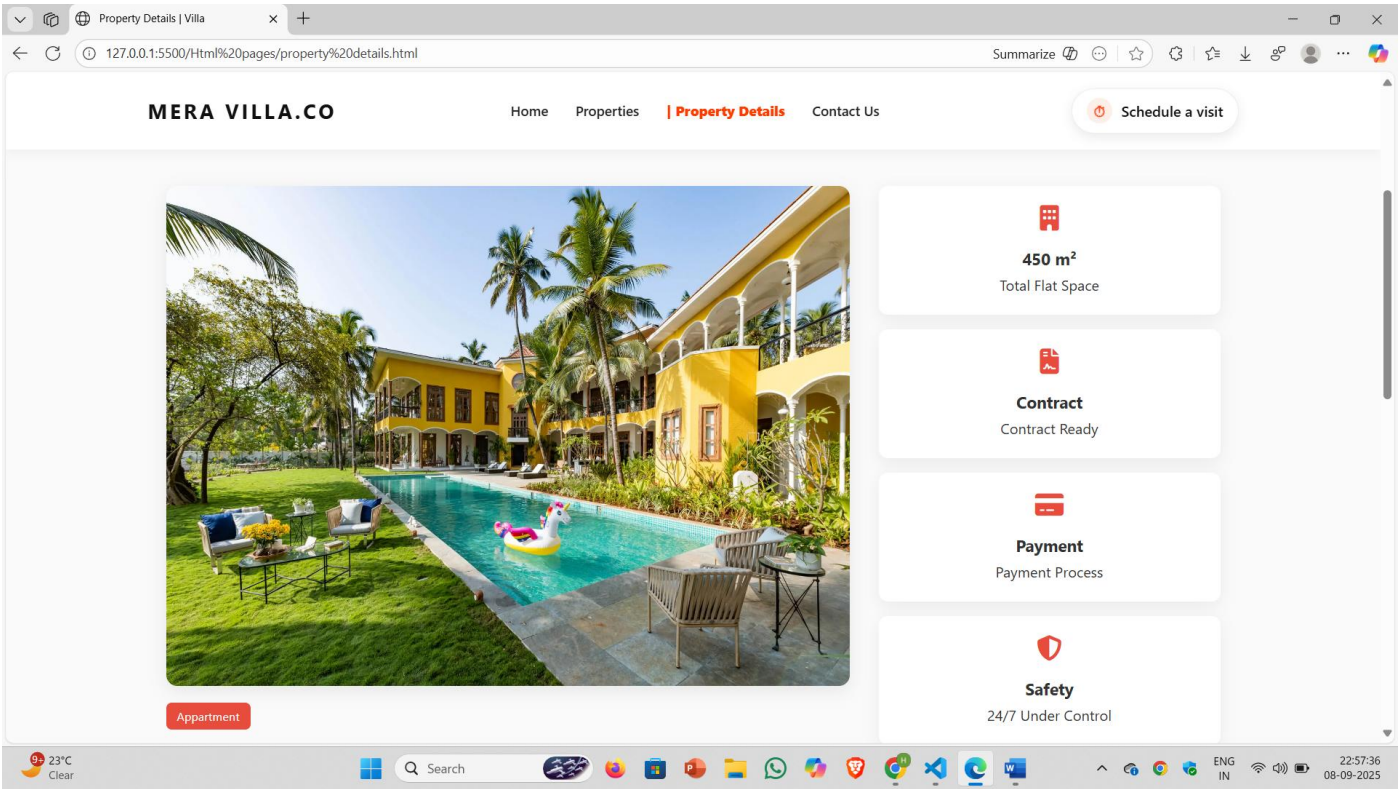 Property Details | Villa
127.0.0.1:5500/Html%20pages/property%20details.html
Summarize
MERA VILLA.CO
Home
Properties
| Property Details
Contact Us
Schedule a visit
450 m²
Total Flat Space
Contract
Contract Ready
Payment
Payment Process
Safety
24/7 Under Control
Appartment
9+
23°C
Clear
Search
H
ENG
IN
22:57:36
08-09-2025